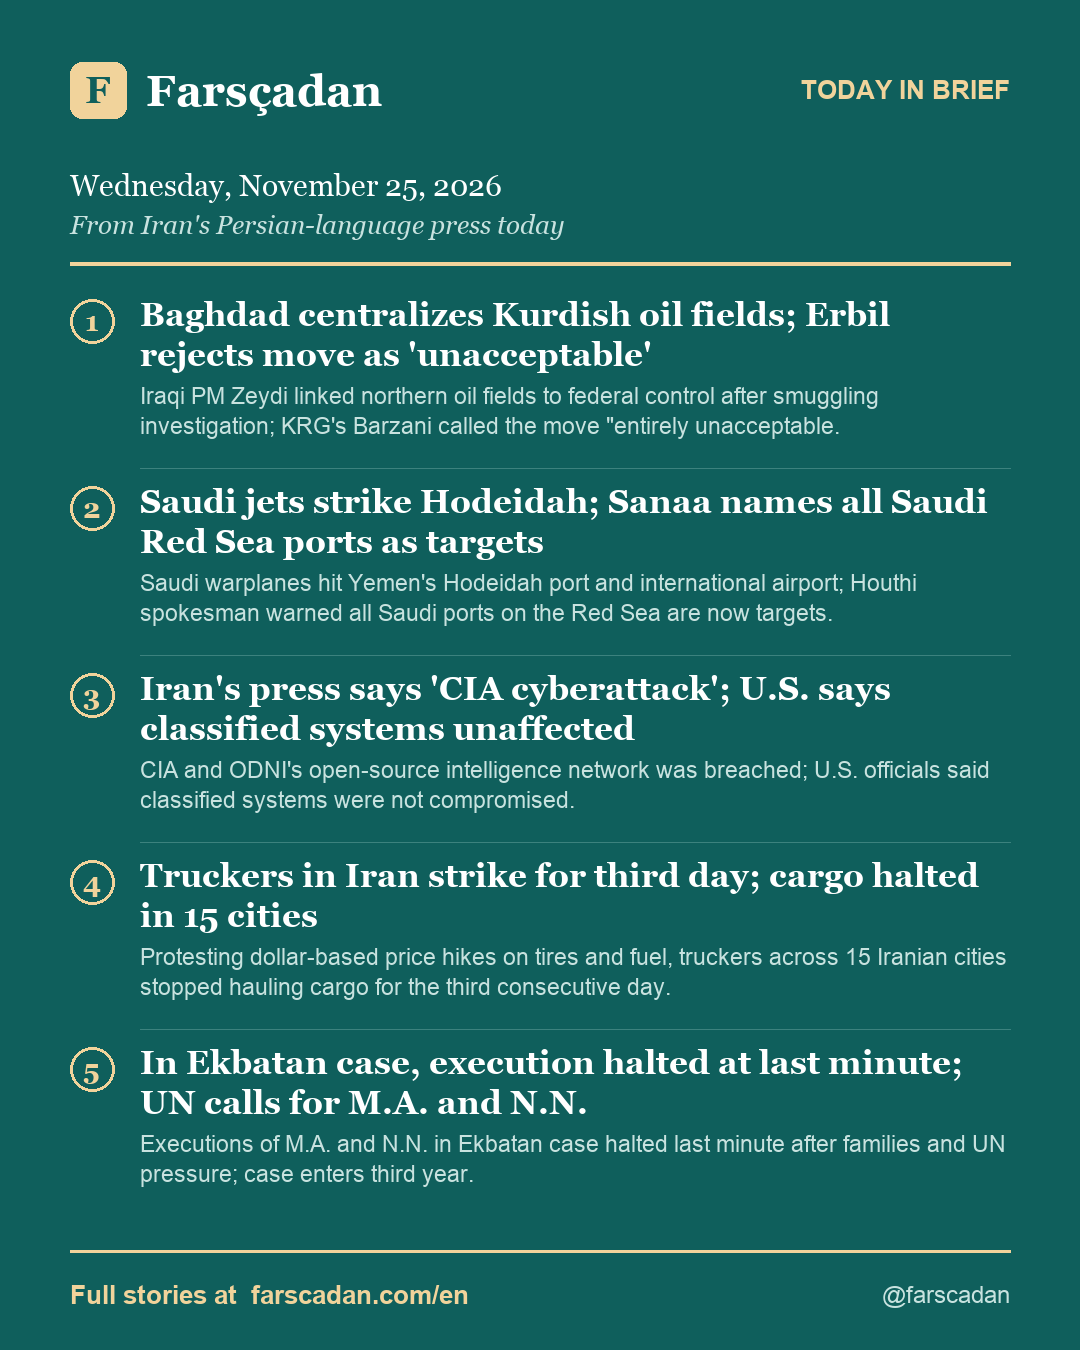 F Farsçadan
TODAY IN BRIEF
Wednesday, November 25, 2026
From Iran's Persian-language press today
1
Baghdad centralizes Kurdish oil fields; Erbil
rejects move as 'unacceptable'
Iraqi PM Zeydi linked northern oil fields to federal control after smuggling
investigation; KRG's Barzani called the move "entirely unacceptable.
2
Saudi jets strike Hodeidah; Sanaa names all Saudi
Red Sea ports as targets
Saudi warplanes hit Yemen's Hodeidah port and international airport; Houthi
spokesman warned all Saudi ports on the Red Sea are now targets.
3
Iran's press says 'CIA cyberattack'; U.S. says
classified systems unaffected
CIA and ODNI's open-source intelligence network was breached; U.S. officials said
classified systems were not compromised.
4
Truckers in Iran strike for third day; cargo halted
in 15 cities
Protesting dollar-based price hikes on tires and fuel, truckers across 15 Iranian cities
stopped hauling cargo for the third consecutive day.
5
In Ekbatan case, execution halted at last minute;
UN calls for M.A. and N.N.
Executions of M.A. and N.N. in Ekbatan case halted last minute after families and UN
pressure; case enters third year.
Full stories at farscadan.com/en
@farscadan